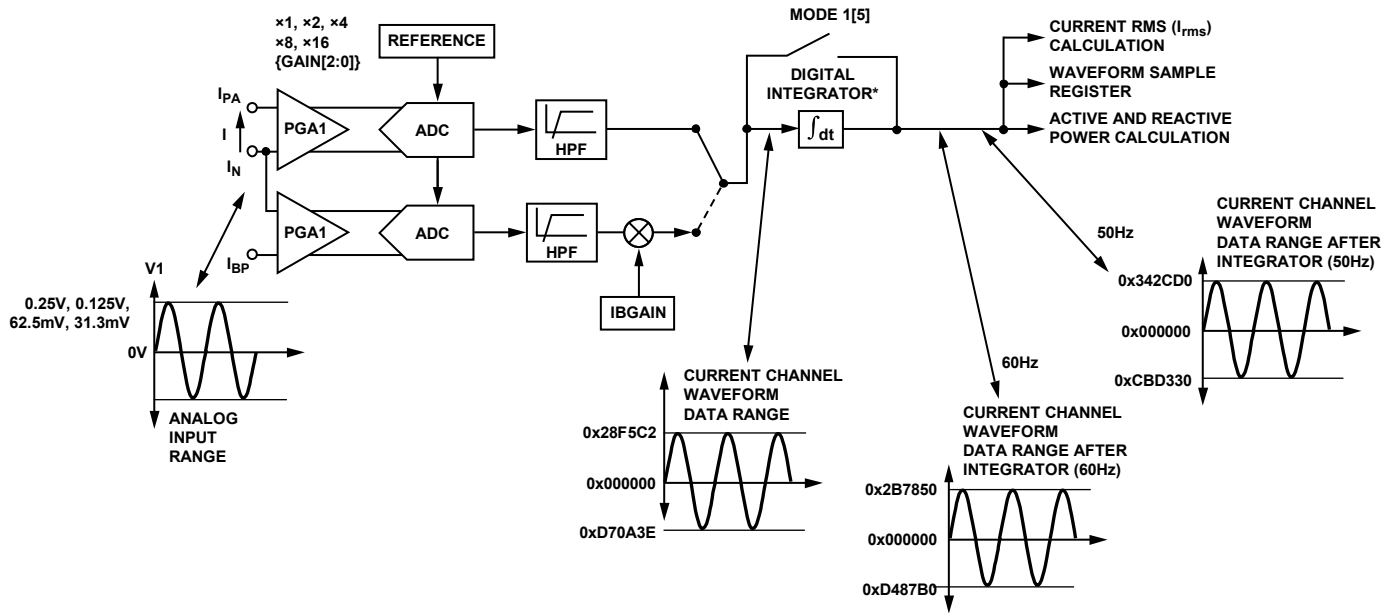 ×1, ×2, ×4
×8, ×16
{GAIN[2:0]}
REFERENCE
MODE 1[5]
CURRENT RMS (Irms)
CALCULATION
WAVEFORM SAMPLE
REGISTER
ACTIVE AND REACTIVE
POWER CALCULATION
DIGITAL
INTEGRATOR*
∫dt
IPA
I
IN
PGA1
ADC
HPF
PGA1
ADC
HPF
IBP
IBGAIN
V1
0.25V, 0.125V,
62.5mV, 31.3mV
0V
ANALOG
INPUT
RANGE
CURRENT CHANNEL
WAVEFORM
DATA RANGE
0x28F5C2
0x000000
0xD70A3E
60Hz
CURRENT CHANNEL
WAVEFORM
DATA RANGE AFTER
INTEGRATOR (60Hz)
0x2B7850
0x000000
0xD487B0
50Hz
CURRENT CHANNEL
WAVEFORM
DATA RANGE AFTER
INTEGRATOR (50Hz)
0x342CD0
0x000000
0xCBD330